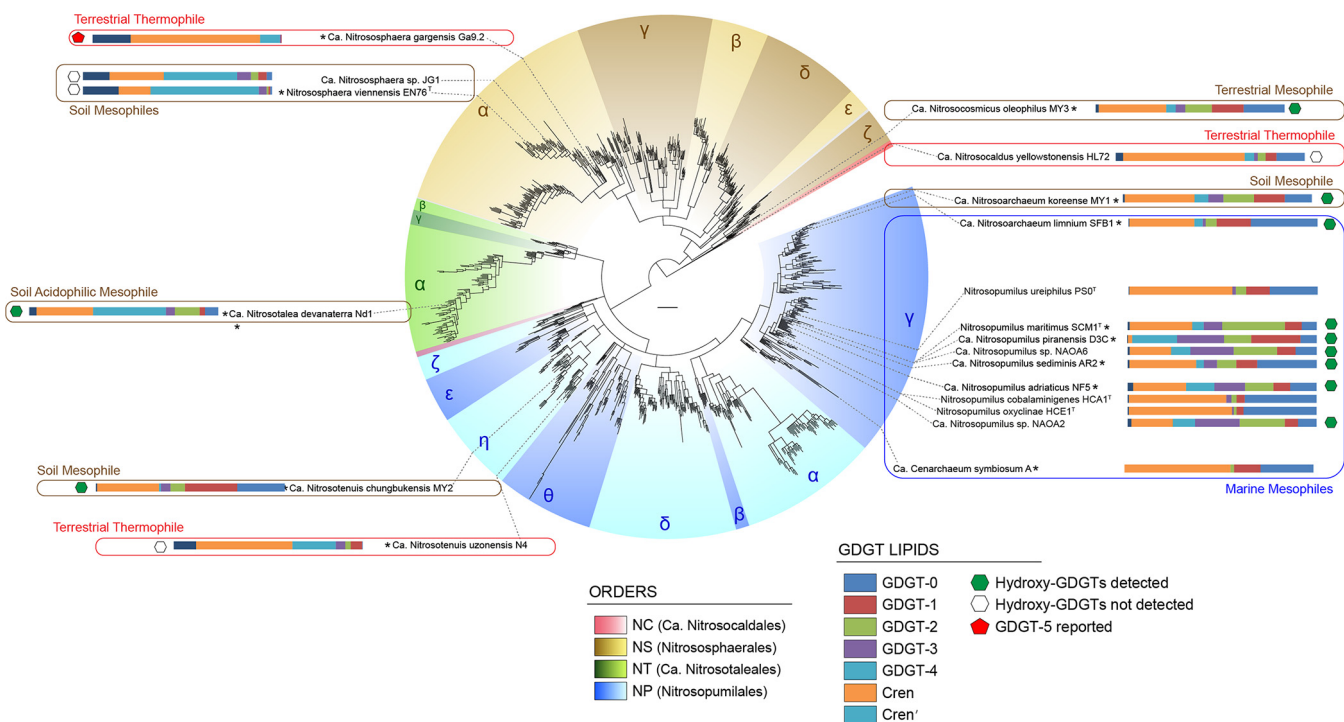 Terrestrial Thermophile
*Ca. Nitrososphaera gargensis Ga9.2
Ca. Nitrososphaera sp. JG1
*Nitrososphaera viennensis EN76ᵀ
Soil Mesophiles
Soil Acidophilic Mesophile
*Ca. Nitrosotalea devanaterra Nd1
*
Soil Mesophile
*Ca. Nitrosotenuis chungbukensis MY2
Terrestrial Thermophile
*Ca. Nitrosotenuis uzonensis N4
α
γ
β
δ
ε
ζ
β
γ
α
ζ
ε
η
θ
δ
β
α
γ
Terrestrial Mesophile
Ca. Nitrosocosmicus oleophilus MY3*
Terrestrial Thermophile
Ca. Nitrosocaldus yellowstonensis HL72
Soil Mesophile
Ca. Nitrosoarchaeum koreense MY1*
Ca. Nitrosoarchaeum limnium SFB1*
Nitrosopumilus ureiphilus PS0ᵀ
Nitrosopumilus maritimus SCM1ᵀ*
Ca. Nitrosopumilus piranensis D3C*
Ca. Nitrosopumilus sp. NAOA6
Ca. Nitrosopumilus sediminis AR2*
Ca. Nitrosopumilus adriaticus NF5*
Nitrosopumilus cobalaminigenes HCA1ᵀ
Nitrosopumilus oxyclinae HCE1ᵀ
Ca. Nitrosopumilus sp. NAOA2
Ca. Cenarchaeum symbiosum A*
Marine Mesophiles
ORDERS
NC (Ca. Nitrosocaldales)
NS (Nitrososphaerales)
NT (Ca. Nitrosotaleales)
NP (Nitrosopumilales)
GDGT LIPIDS
GDGT-0
GDGT-1
GDGT-2
GDGT-3
GDGT-4
Cren
Cren′
Hydroxy-GDGTs detected
Hydroxy-GDGTs not detected
GDGT-5 reported